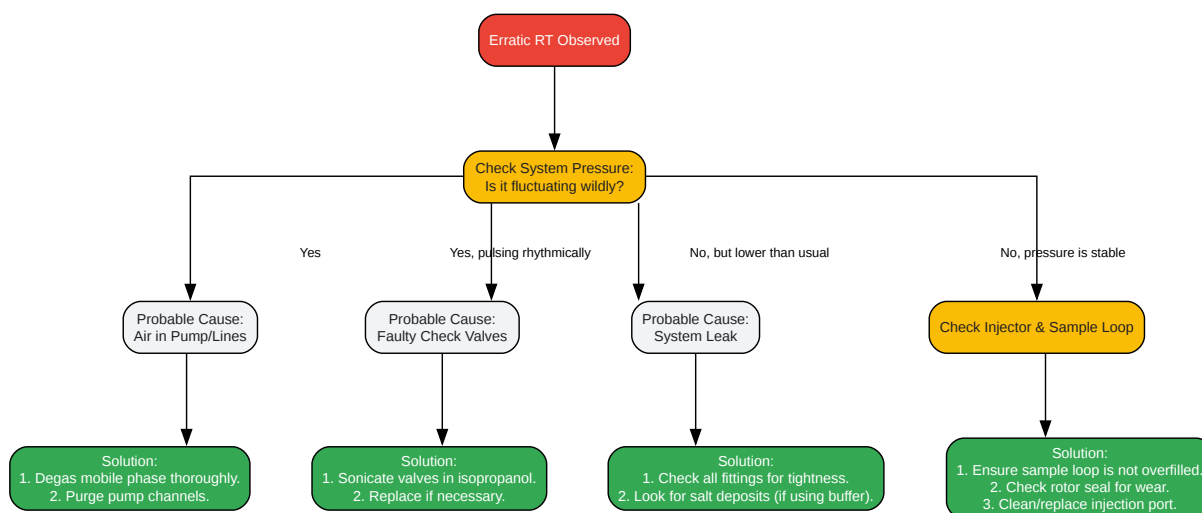 Erratic RT Observed
Check System Pressure:
Is it fluctuating wildly?
Yes
Yes, pulsing rhythmically
No, but lower than usual
No, pressure is stable
Probable Cause:
Air in Pump/Lines
Probable Cause:
Faulty Check Valves
Probable Cause:
System Leak
Check Injector & Sample Loop
Solution:
1. Degas mobile phase thoroughly.
2. Purge pump channels.
Solution:
1. Sonicate valves in isopropanol.
2. Replace if necessary.
Solution:
1. Check all fittings for tightness.
2. Look for salt deposits (if using buffer).
Solution:
1. Ensure sample loop is not overfilled.
2. Check rotor seal for wear.
3. Clean/replace injection port.